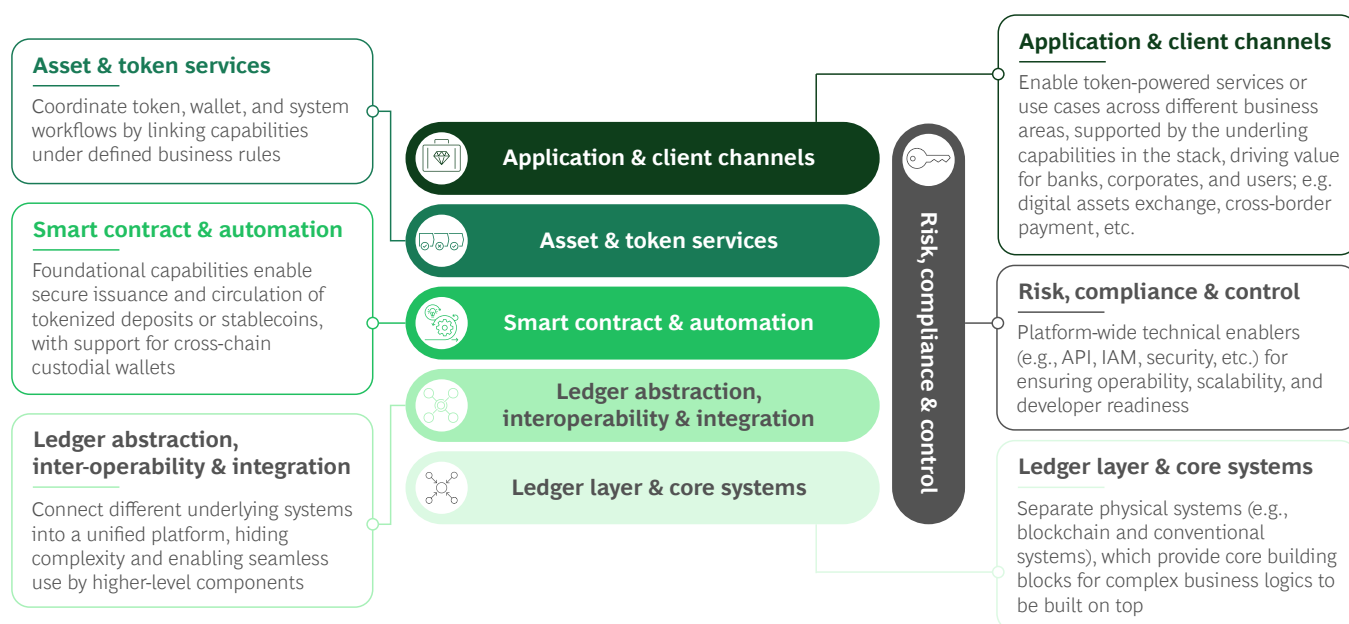 Asset & token services
Coordinate token, wallet, and system
workflows by linking capabilities
under defined business rules
Smart contract & automation
Foundational capabilities enable
secure issuance and circulation of
tokenized deposits or stablecoins,
with support for cross-chain
custodial wallets
Ledger abstraction,
inter-operability & integration
Connect different underlying systems
into a unified platform, hiding
complexity and enabling seamless
use by higher-level components
Application & client channels
Asset & token services
Smart contract & automation
Ledger abstraction,
interoperability & integration
Ledger layer & core systems
Risk, compliance & control
Application & client channels
Enable token-powered services or
use cases across different business
areas, supported by the underling
capabilities in the stack, driving value
for banks, corporates, and users; e.g.
digital assets exchange, cross-border
payment, etc.
Risk, compliance & control
Platform-wide technical enablers
(e.g., API, IAM, security, etc.) for
ensuring operability, scalability, and
developer readiness
Ledger layer & core systems
Separate physical systems (e.g.,
blockchain and conventional
systems), which provide core building
blocks for complex business logics to
be built on top